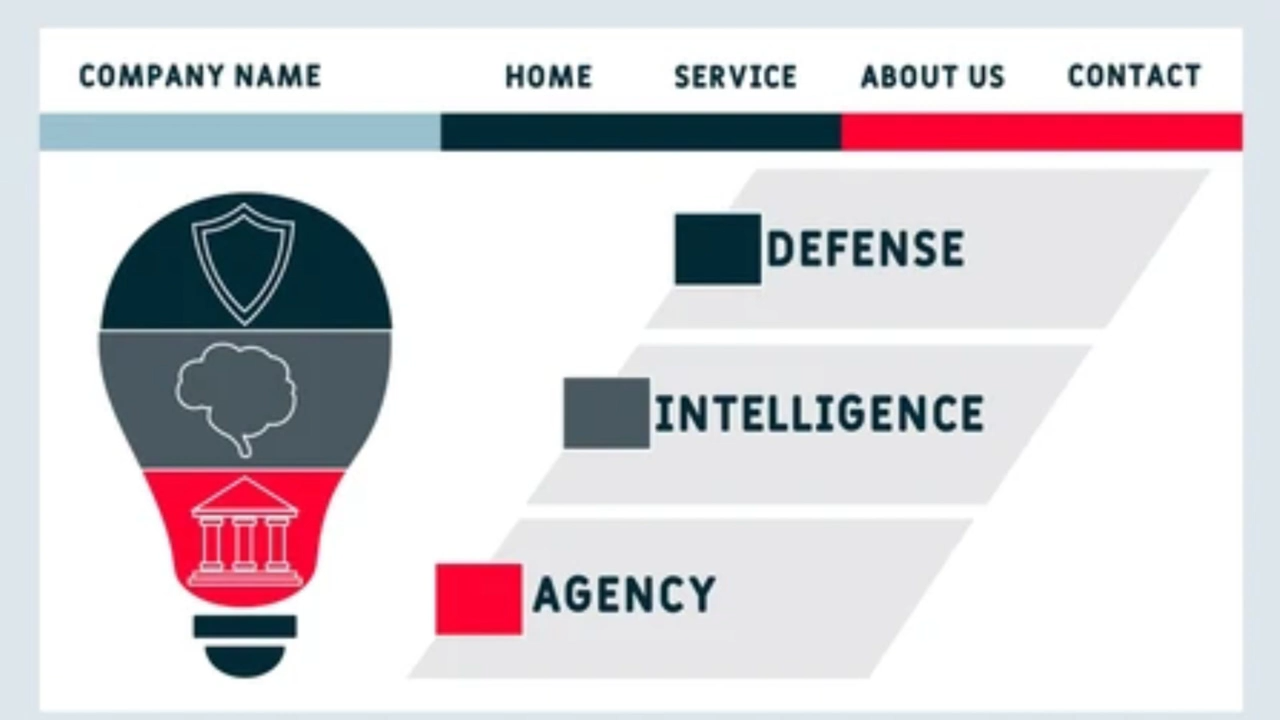 COMPANY NAME HOME SERVICE ABOUT US CONTACT
DEFENSE
INTELLIGENCE
AGENCY